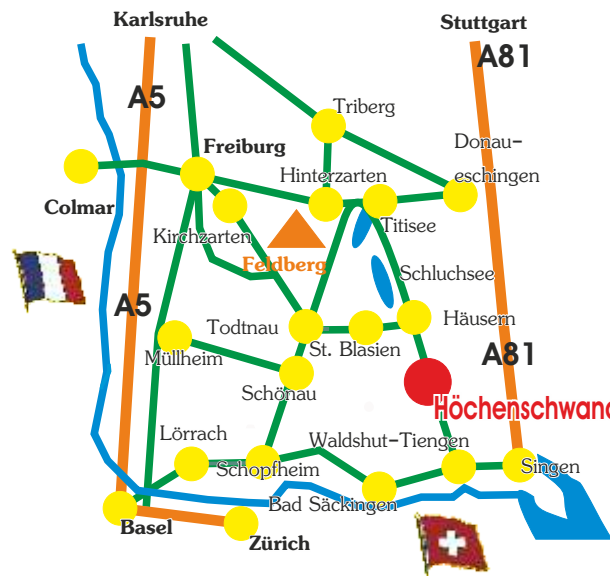 Karlsruhe
Stuttgart
A81
A5
Triberg
Freiburg
Donau-
Hinterzarten
eschingen
Colmar
Kirchzarten
Titisee
Feldberg
Schluchsee
A5
Todtnau
Häusern
Müllheim
St. Blasien
A81
Schönau
Höchenschwand
Lörrach
Waldshut-Tiengen
Schopfheim
Singen
Bad Säckingen
Basel
Zürich